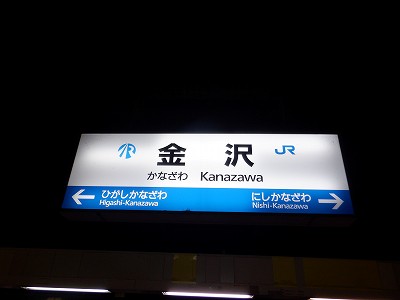 金沢
JR
かなざわ Kanazawa
ひがしかなざわ
Higashi-Kanazawa
にしかなざわ
Nishi-Kanazawa